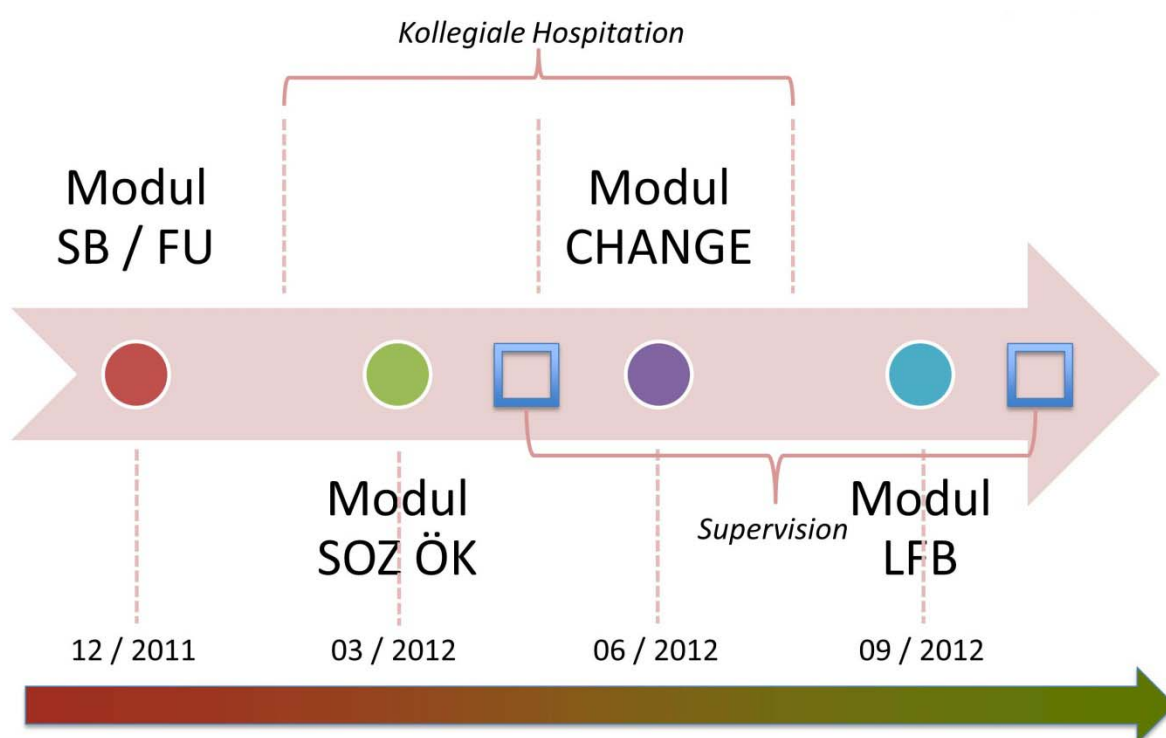 Kollegiale Hospitation
Modul
SB / FU
Modul
CHANGE
Modul
SOZ ÖK
Supervision
Modul
LFB
12 / 2011
03 / 2012
06 / 2012
09 / 2012